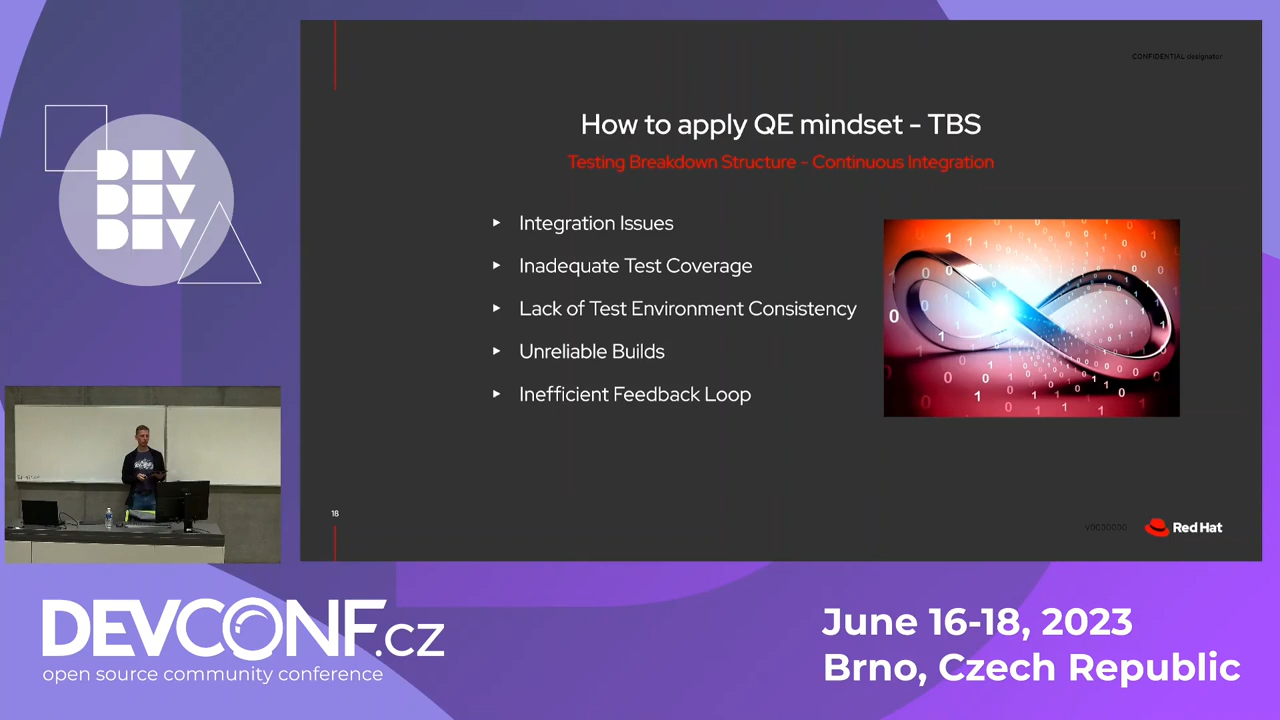 CONFIDENTIAL designator
How to apply QE mindset - TBS
Testing Breakdown Structure - Continuous Integration
▸ Integration Issues
▸ Inadequate Test Coverage
▸ Lack of Test Environment Consistency
▸ Unreliable Builds
▸ Inefficient Feedback Loop
18
V0000000
Red Hat
DEV
DEV
DEV
DEVCONF.cz
open source community conference
June 16-18, 2023
Brno, Czech Republic